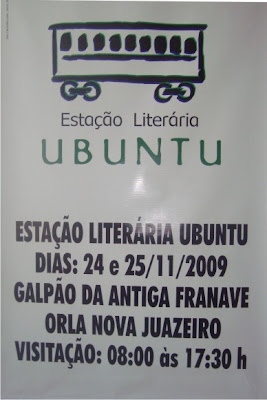 Estação Literária
UBUNTU
ESTAÇÃO LITERÁRIA UBUNTU
DIAS: 24 e 25/11/2009
GALPÃO DA ANTIGA FRANAVE
ORLA NOVA JUAZEIRO
VISITAÇÃO: 08:00 às 17:30 h